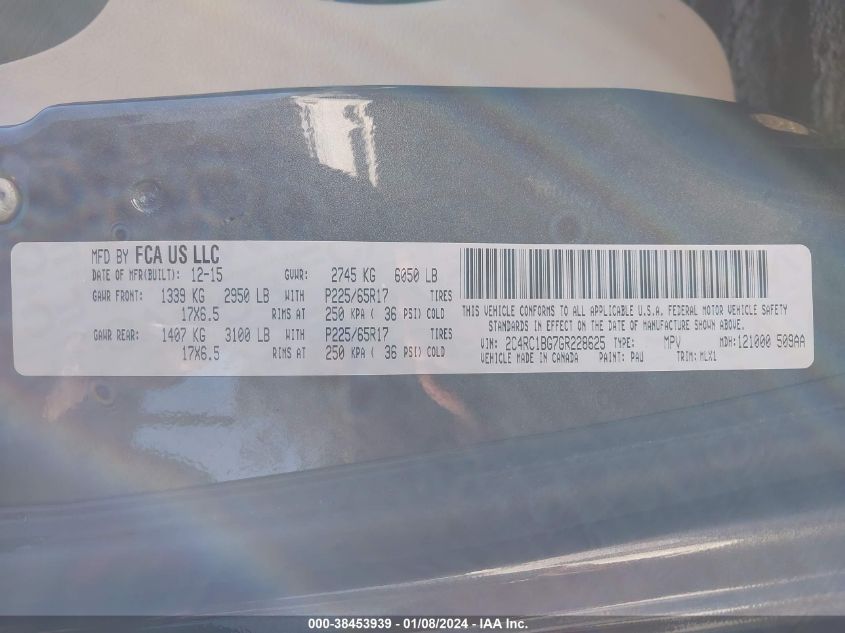 MFD BY FCA US LLC
DATE OF MFR(BUILT): 12-15 GVWR: 2745 KG 6050 LB
GAWR FRONT: 1339 KG 2950 LB WITH P225/65R17 TIRES
17X6.5 RIMS AT 250 KPA ( 36 PSI) COLD
GAWR REAR: 1407 KG 3100 LB WITH P225/65R17 TIRES
17X6.5 RIMS AT 250 KPA ( 36 PSI) COLD
THIS VEHICLE CONFORMS TO ALL APPLICABLE U.S.A. FEDERAL MOTOR VEHICLE SAFETY
STANDARDS IN EFFECT ON THE DATE OF MANUFACTURE SHOWN ABOVE.
VIN: 2C4RC1BG7GR228625 TYPE: MPV MDH:121000 509AA
VEHICLE MADE IN CANADA PAINT: PAU TRIM: MLX1
000-38453939 - 01/08/2024 - IAA Inc.